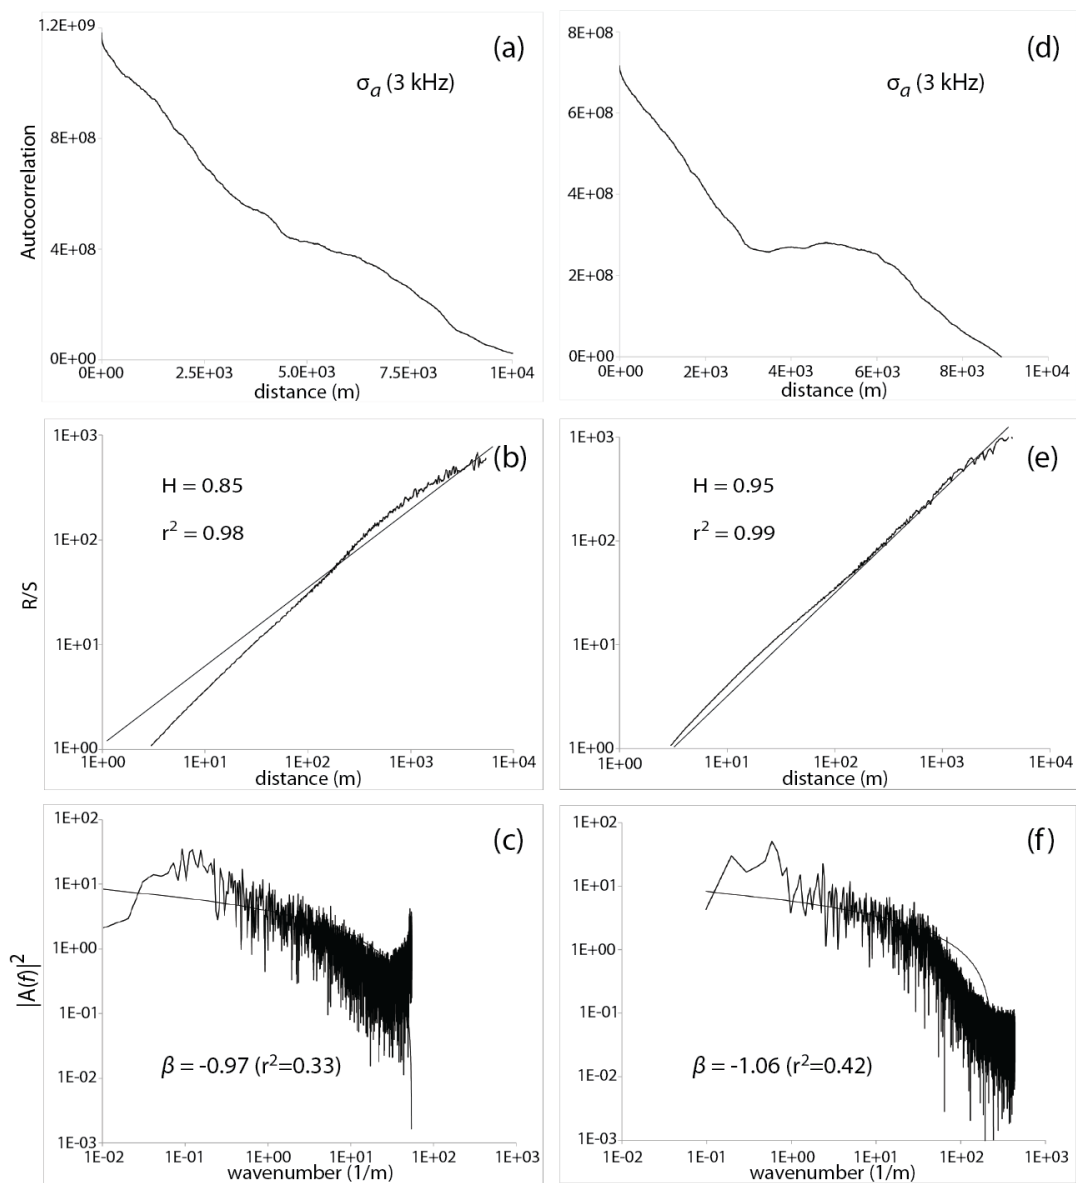 1.2E+09
8E+08
4E+08
0E+00
Autocorrelation
(a)
σa (3 kHz)
0E+00 2.5E+03 5.0E+03 7.5E+03 1E+04
distance (m)
8E+08
6E+08
4E+08
2E+08
0E+00
(d)
σa (3 kHz)
0E+00 2E+03 4E+03 6E+03 8E+03 1E+04
distance (m)
1E+03
1E+02
1E+01
1E+00
R/S
(b)
H = 0.85
r² = 0.98
1E+00 1E+01 1E+02 1E+03 1E+04
distance (m)
1E+03
1E+02
1E+01
1E+00
(e)
H = 0.95
r² = 0.99
1E+00 1E+01 1E+02 1E+03 1E+04
distance (m)
1E+02
1E+01
1E+00
1E-01
1E-02
1E-03
|A(f)|²
(c)
β = -0.97 (r²=0.33)
1E-02 1E-01 1E+00 1E+01 1E+02 1E+03
wavenumber (1/m)
1E+02
1E+01
1E+00
1E-01
1E-02
1E-03
(f)
β = -1.06 (r²=0.42)
1E-02 1E-01 1E+00 1E+01 1E+02 1E+03
wavenumber (1/m)